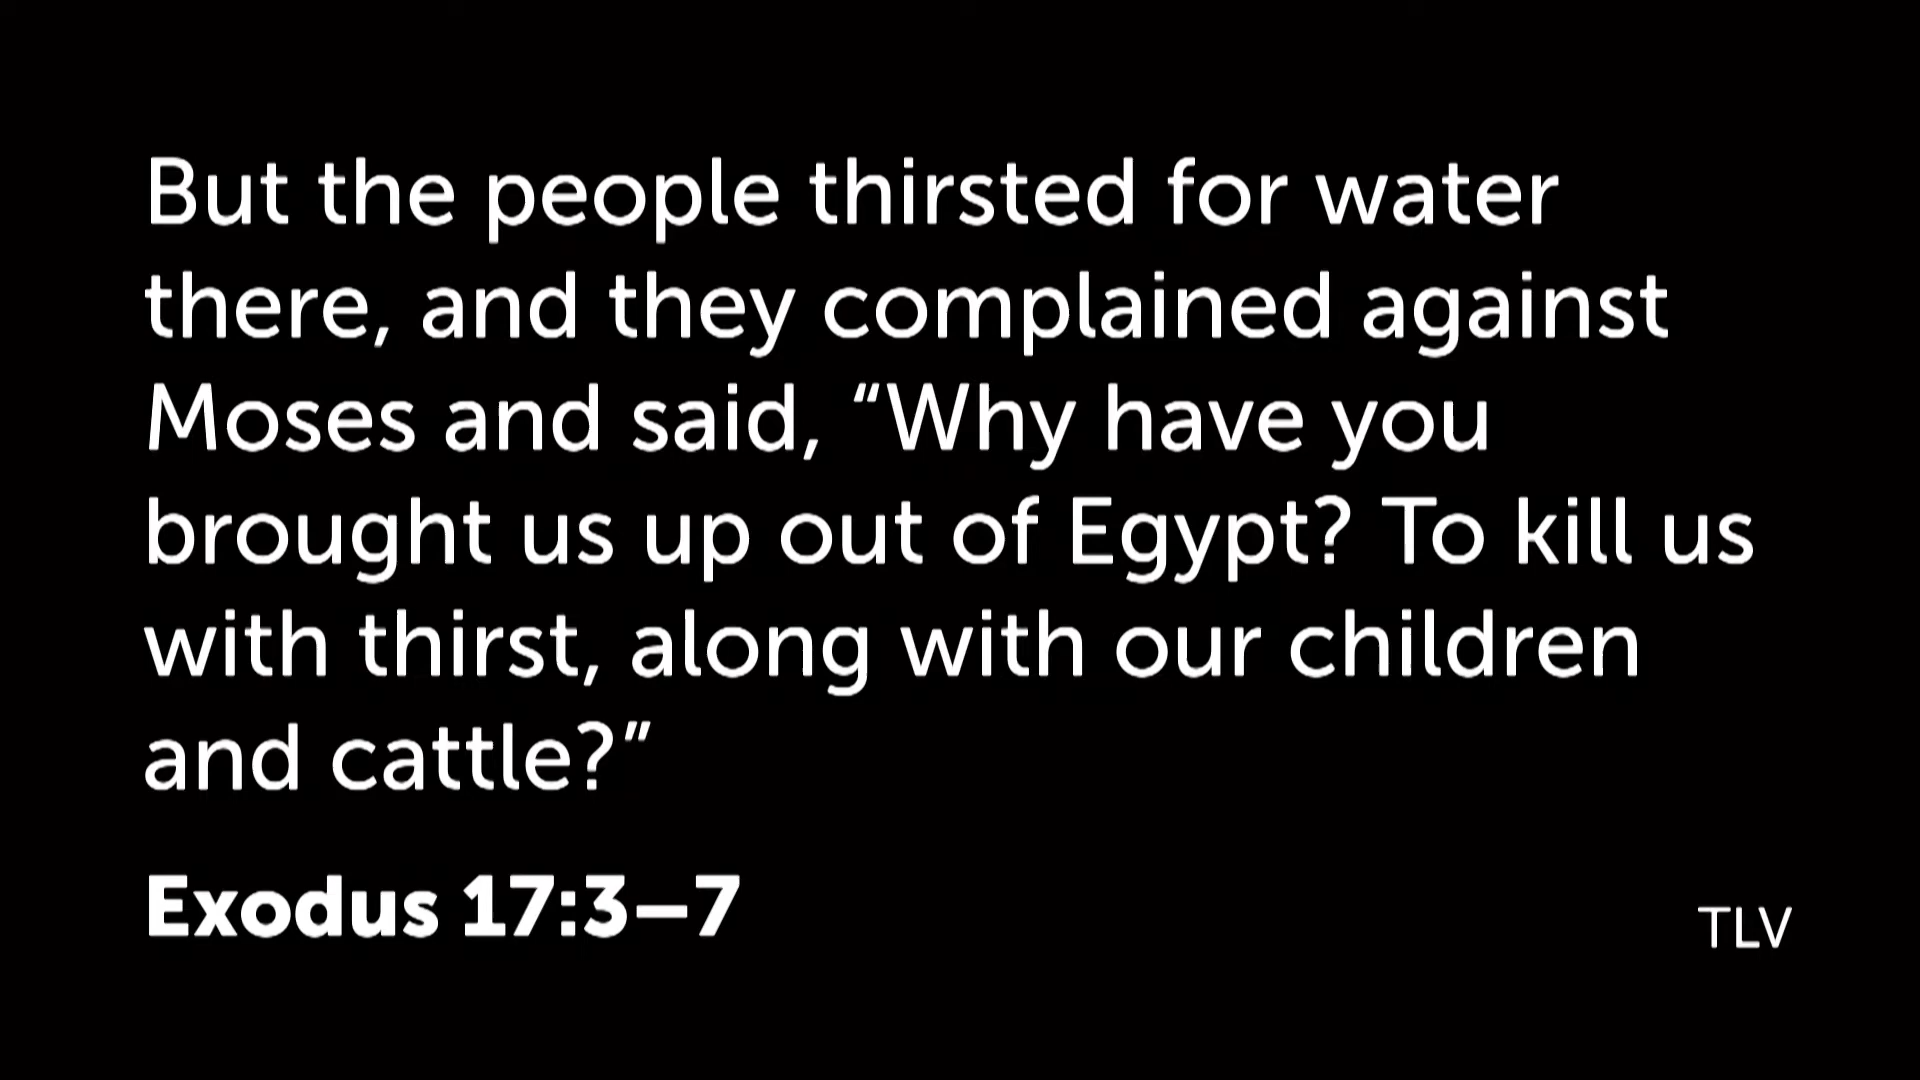 But the people thirsted for water
there, and they complained against
Moses and said, “Why have you
brought us up out of Egypt? To kill us
with thirst, along with our children
and cattle?”
Exodus 17:3–7
TLV